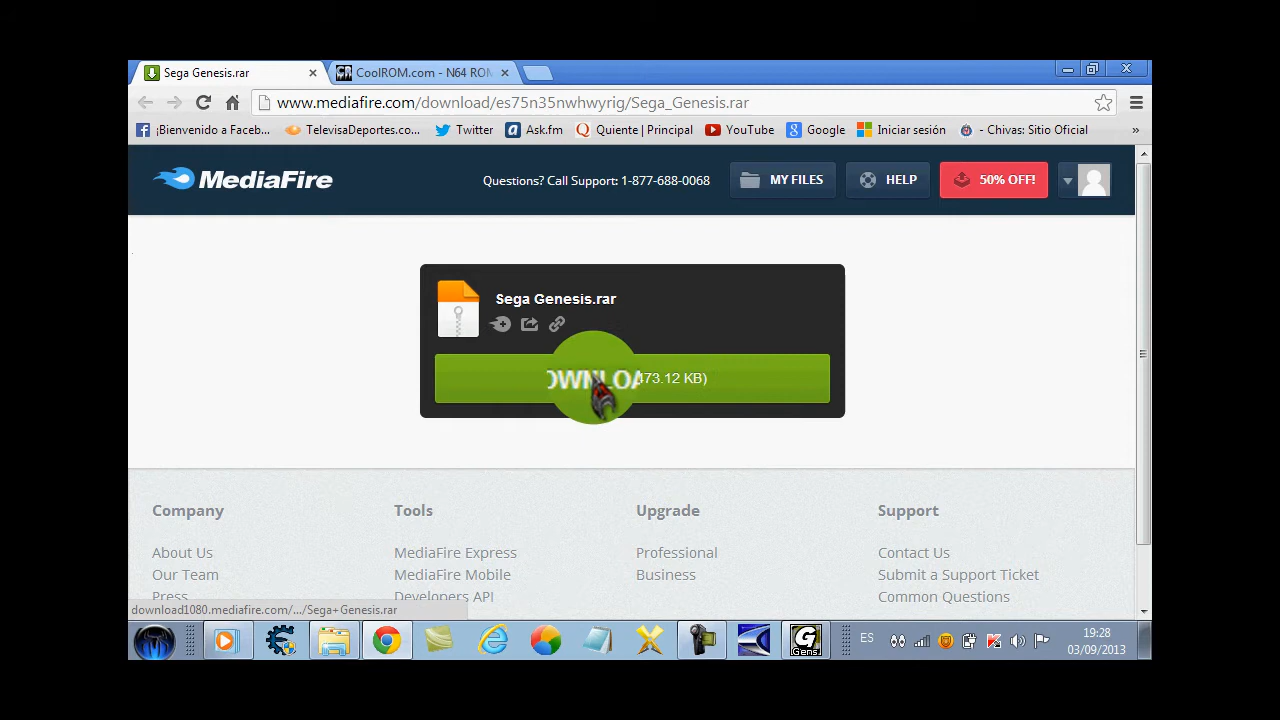 Sega Genesis.rar
CoolROM.com - N64 ROM
www.mediafire.com/download/es75n35nwhwyrig/Sega_Genesis.rar
¡Bienvenido a Faceb...
TelevisaDeportes.co...
Twitter
Ask.fm
Quiente | Principal
YouTube
Google
Iniciar sesión
- Chivas: Sitio Oficial
»
MediaFire
Questions? Call Support: 1-877-688-0068
MY FILES
HELP
50% OFF!
Sega Genesis.rar
OWNLOA 473.12 KB)
Company
Tools
Upgrade
Support
About Us
MediaFire Express
Professional
Contact Us
Our Team
MediaFire Mobile
Business
Submit a Support Ticket
Press
Developers API
Common Questions
download1080.mediafire.com/.../Sega+Genesis.rar
Gens
ES
19:28
03/09/2013